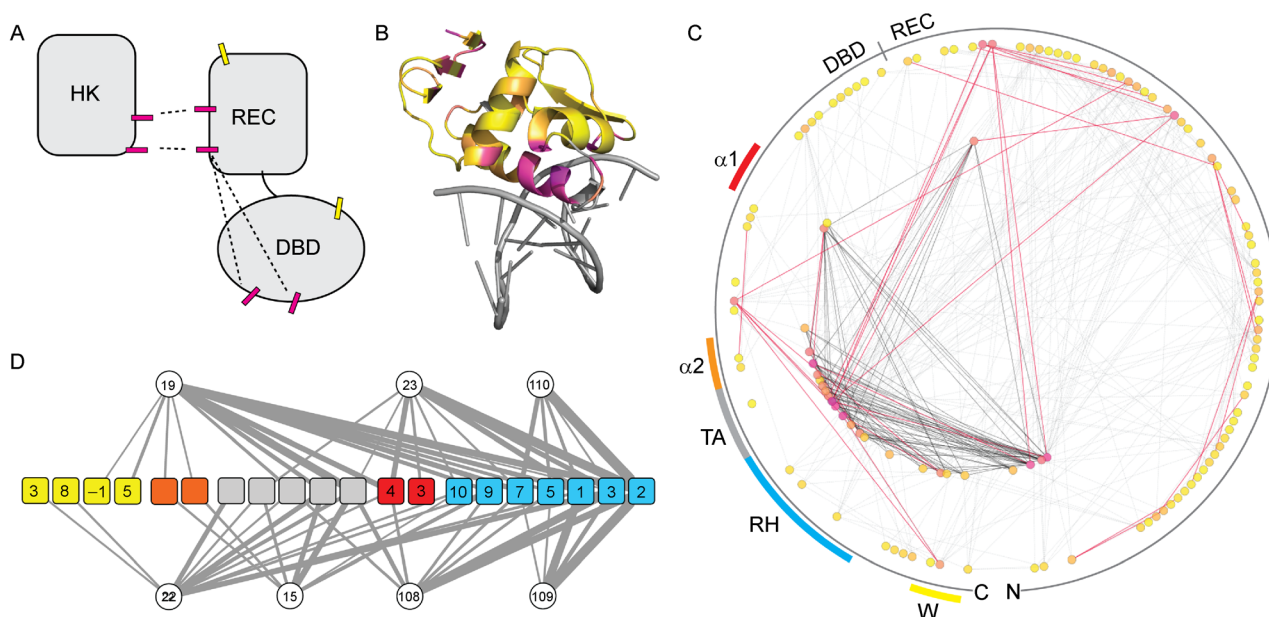 A
HK
REC
DBD
B
C
DBD
REC
α1
α2
TA
RH
W
C N
D
19 23 110
3 8 –1 5 4 3 10 9 7 5 1 3 2
22 15 108 109